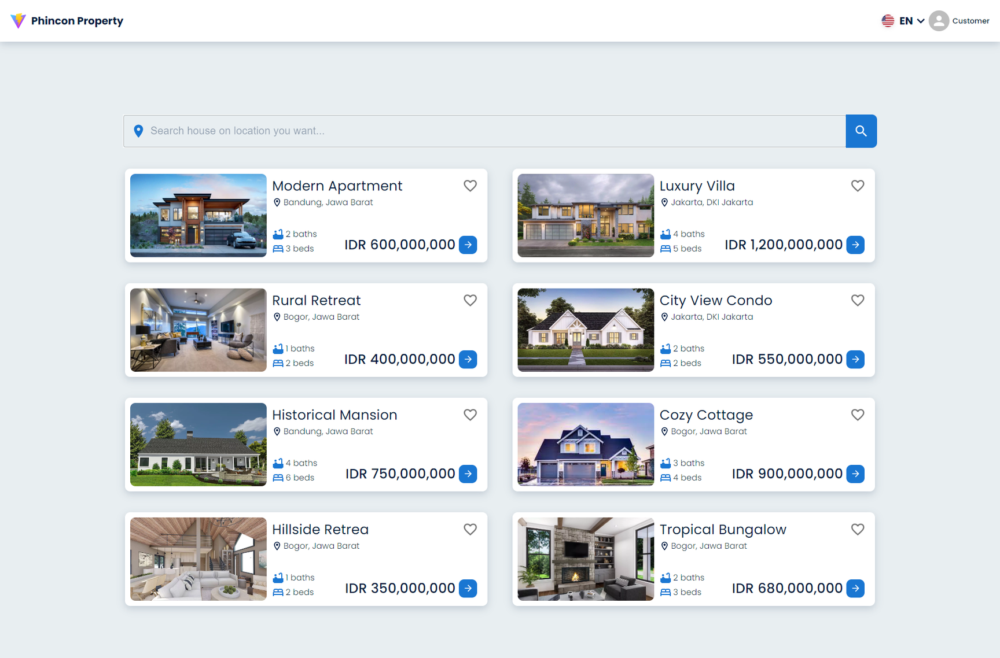 Phincon Property
EN
Customer
Search house on location you want...
Modern Apartment
Bandung, Jawa Barat
2 baths
3 beds
IDR 600,000,000
Luxury Villa
Jakarta, DKI Jakarta
4 baths
5 beds
IDR 1,200,000,000
Rural Retreat
Bogor, Jawa Barat
1 baths
2 beds
IDR 400,000,000
City View Condo
Jakarta, DKI Jakarta
2 baths
2 beds
IDR 550,000,000
Historical Mansion
Bandung, Jawa Barat
4 baths
6 beds
IDR 750,000,000
Cozy Cottage
Bogor, Jawa Barat
3 baths
4 beds
IDR 900,000,000
Hillside Retrea
Bogor, Jawa Barat
1 baths
2 beds
IDR 350,000,000
Tropical Bungalow
Bogor, Jawa Barat
2 baths
3 beds
IDR 680,000,000